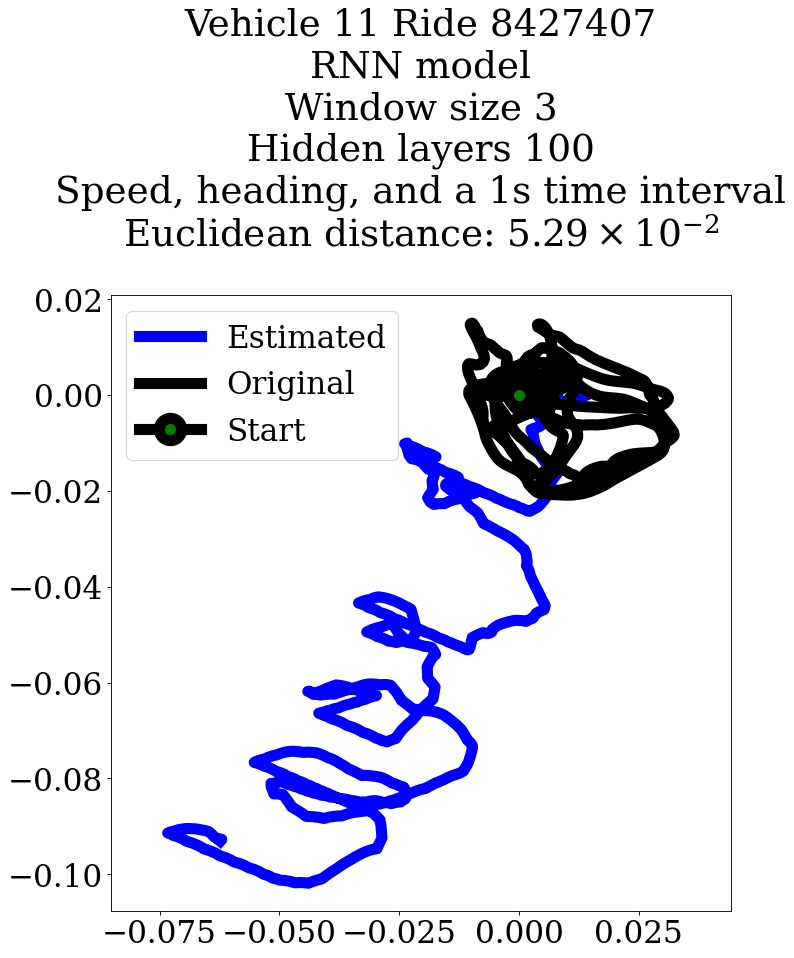 Vehicle 11 Ride 8427407
RNN model
Window size 3
Hidden layers 100
Speed, heading, and a 1s time interval
Euclidean distance: 5.29 × 10⁻²
Estimated
Original
Start
0.02
0.00
−0.02
−0.04
−0.06
−0.08
−0.10
−0.075 −0.050 −0.025 0.000 0.025